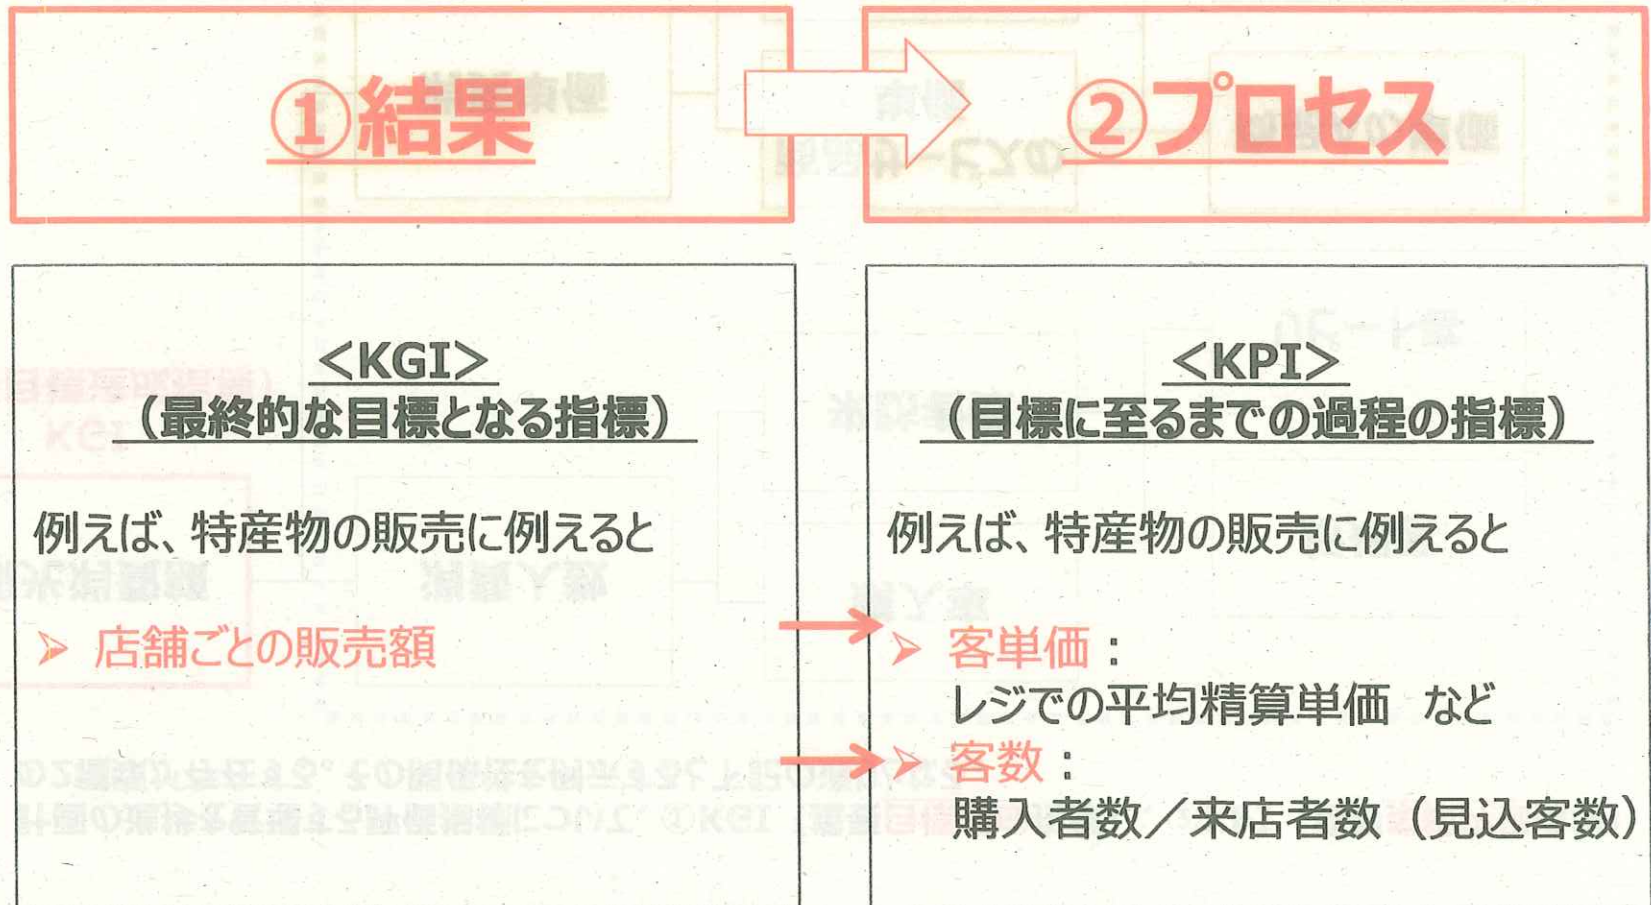 ①結果
②プロセス
＜KGI＞
（最終的な目標となる指標）
例えば、特産物の販売に例えると
➢ 店舗ごとの販売額
＜KPI＞
（目標に至るまでの過程の指標）
例えば、特産物の販売に例えると
➢ 客単価：
レジでの平均精算単価　など
➢ 客数：
購入者数／来店者数（見込客数）